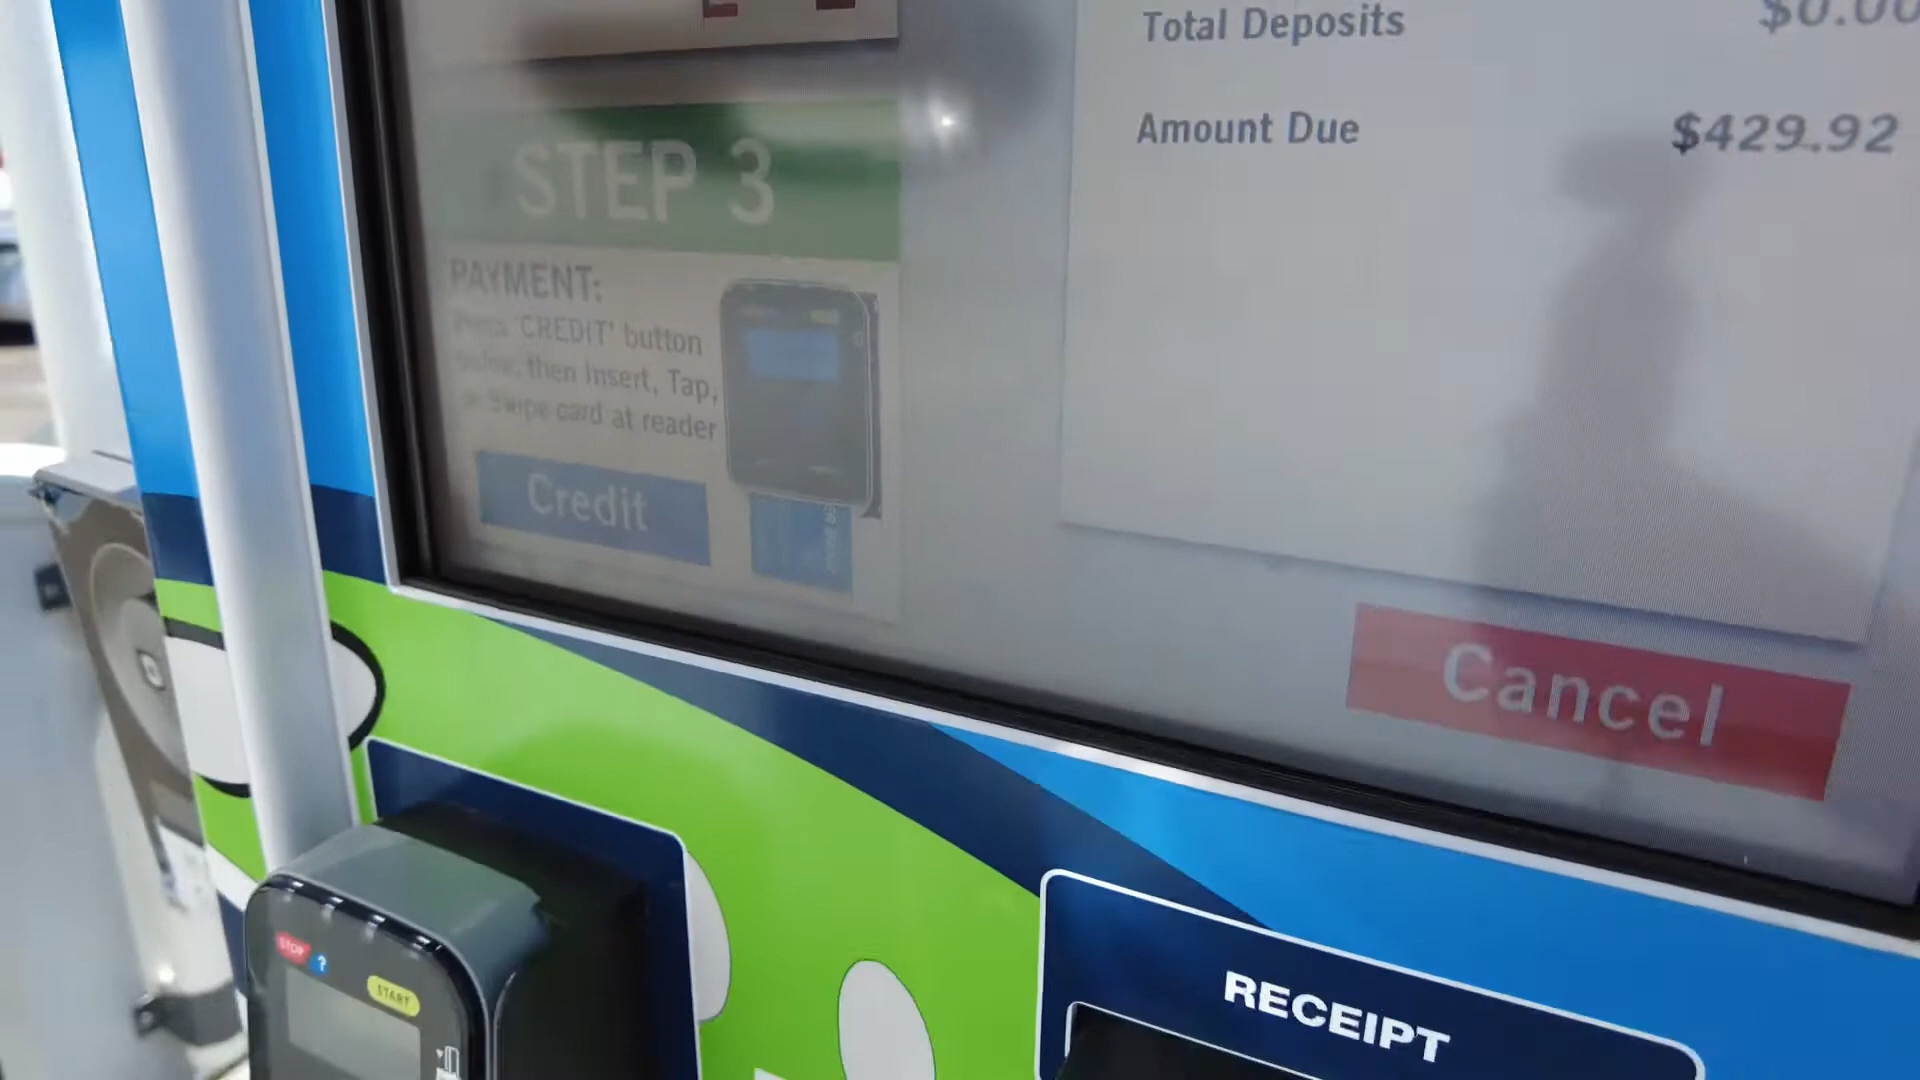 Total Deposits $0.00
Amount Due $429.92
STEP 3
PAYMENT:
Press 'CREDIT' button
below, then Insert, Tap,
or Swipe card at reader
Credit
Cancel
STOP
?
START
RECEIPT